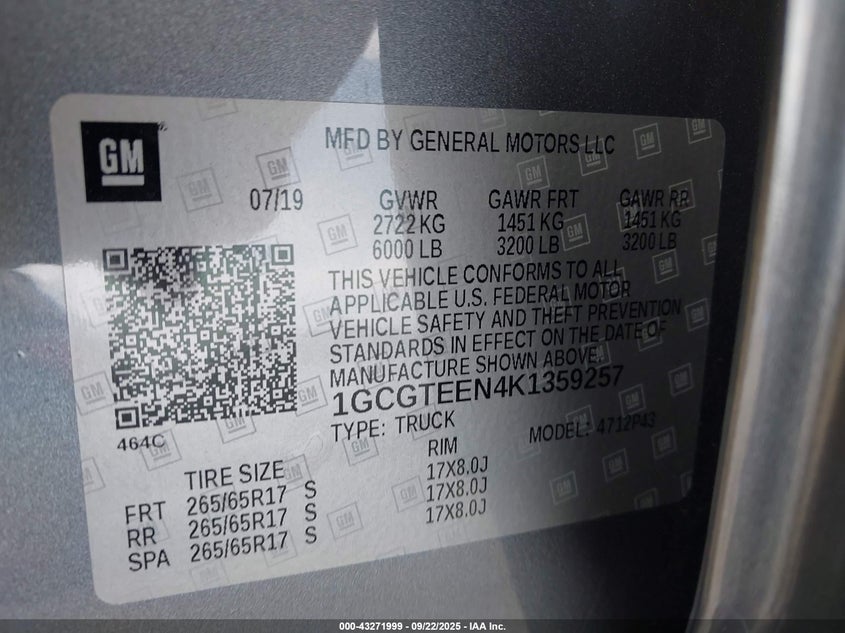 GM
MFD BY GENERAL MOTORS LLC
07/19
GVWR
2722 KG
6000 LB
GAWR FRT
1451 KG
3200 LB
GAWR RR
1451 KG
3200 LB
THIS VEHICLE CONFORMS TO ALL
APPLICABLE U.S. FEDERAL MOTOR
VEHICLE SAFETY AND THEFT PREVENTION
STANDARDS IN EFFECT ON THE DATE OF
MANUFACTURE SHOWN ABOVE.
1GCGTEEN4K1359257
TYPE: TRUCK
MODEL: 4712P43
464C
TIRE SIZE
RIM
FRT 265/65R17 S 17X8.0J
RR 265/65R17 S 17X8.0J
SPA 265/65R17 S 17X8.0J
000-43271999 - 09/22/2025 - IAA Inc.